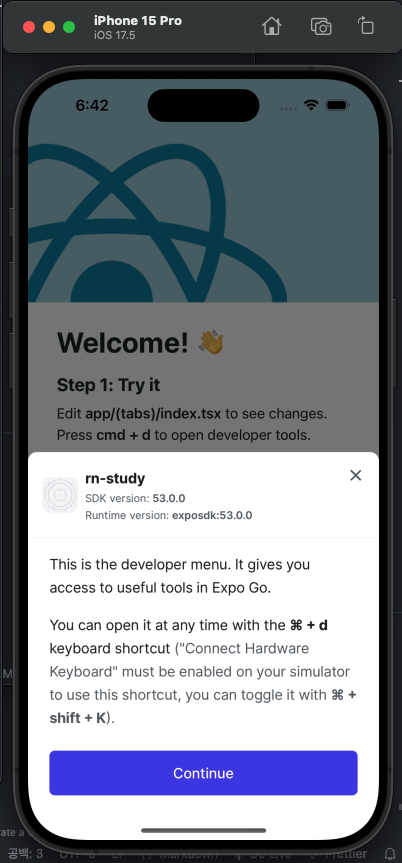 iPhone 15 Pro
iOS 17.5
6:42
Welcome! 👋
Step 1: Try it
Edit app/(tabs)/index.tsx to see changes.
Press cmd + d to open developer tools.
rn-study
SDK version: 53.0.0
Runtime version: exposdk:53.0.0
This is the developer menu. It gives you
access to useful tools in Expo Go.
You can open it at any time with the ⌘ + d
keyboard shortcut ("Connect Hardware
Keyboard" must be enabled on your simulator
to use this shortcut, you can toggle it with ⌘ +
shift + K).
Continue
공백: 3